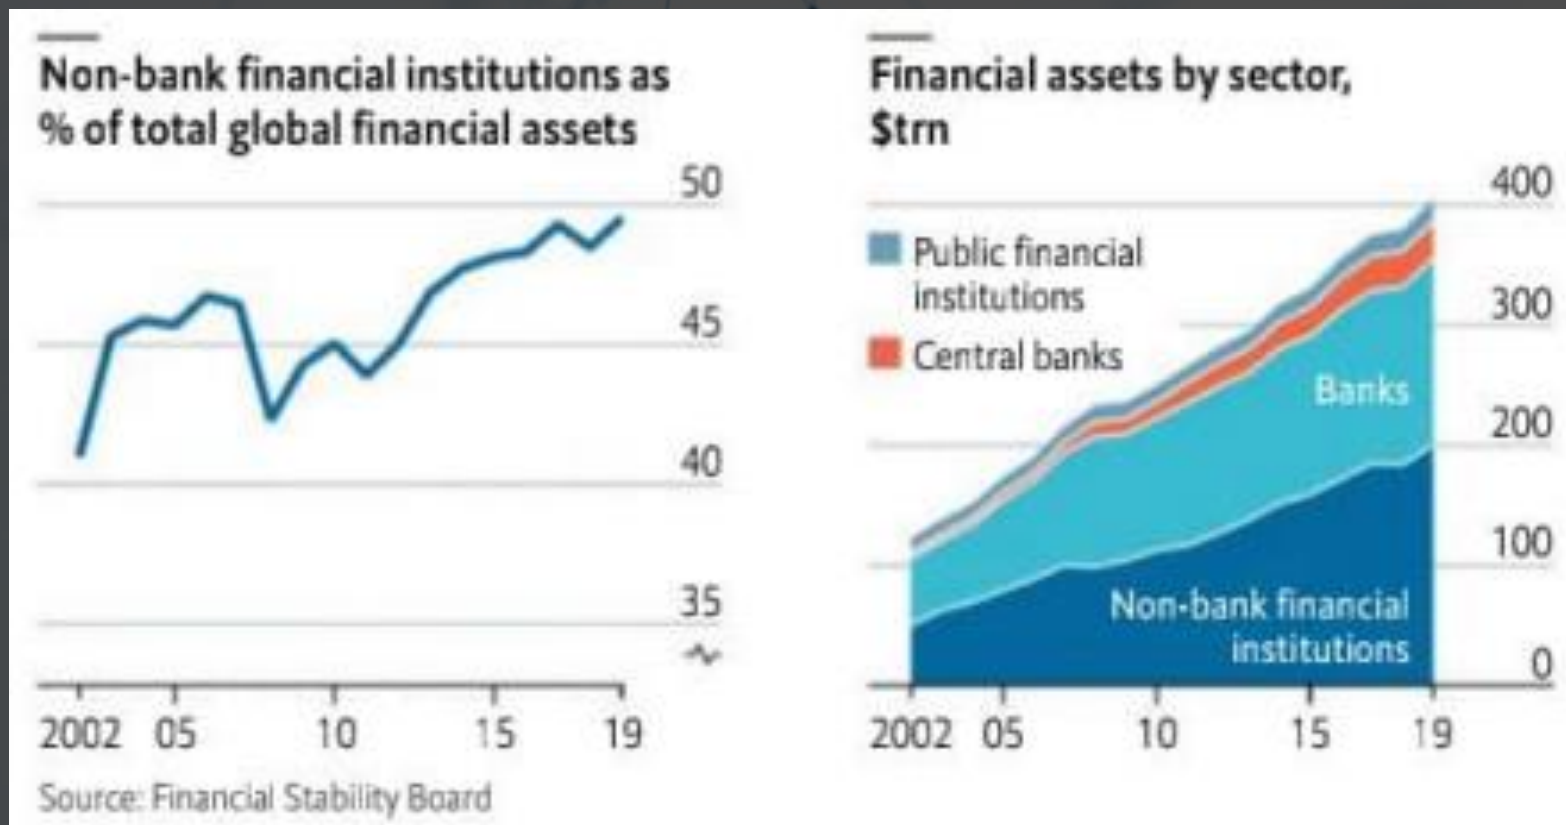 Non-bank financial institutions as
% of total global financial assets
50
45
40
35
2002 05 10 15 19
Source: Financial Stability Board
Financial assets by sector,
$trn
400
Public financial
institutions
300
Central banks
Banks
200
100
Non-bank financial
institutions
0
2002 05 10 15 19